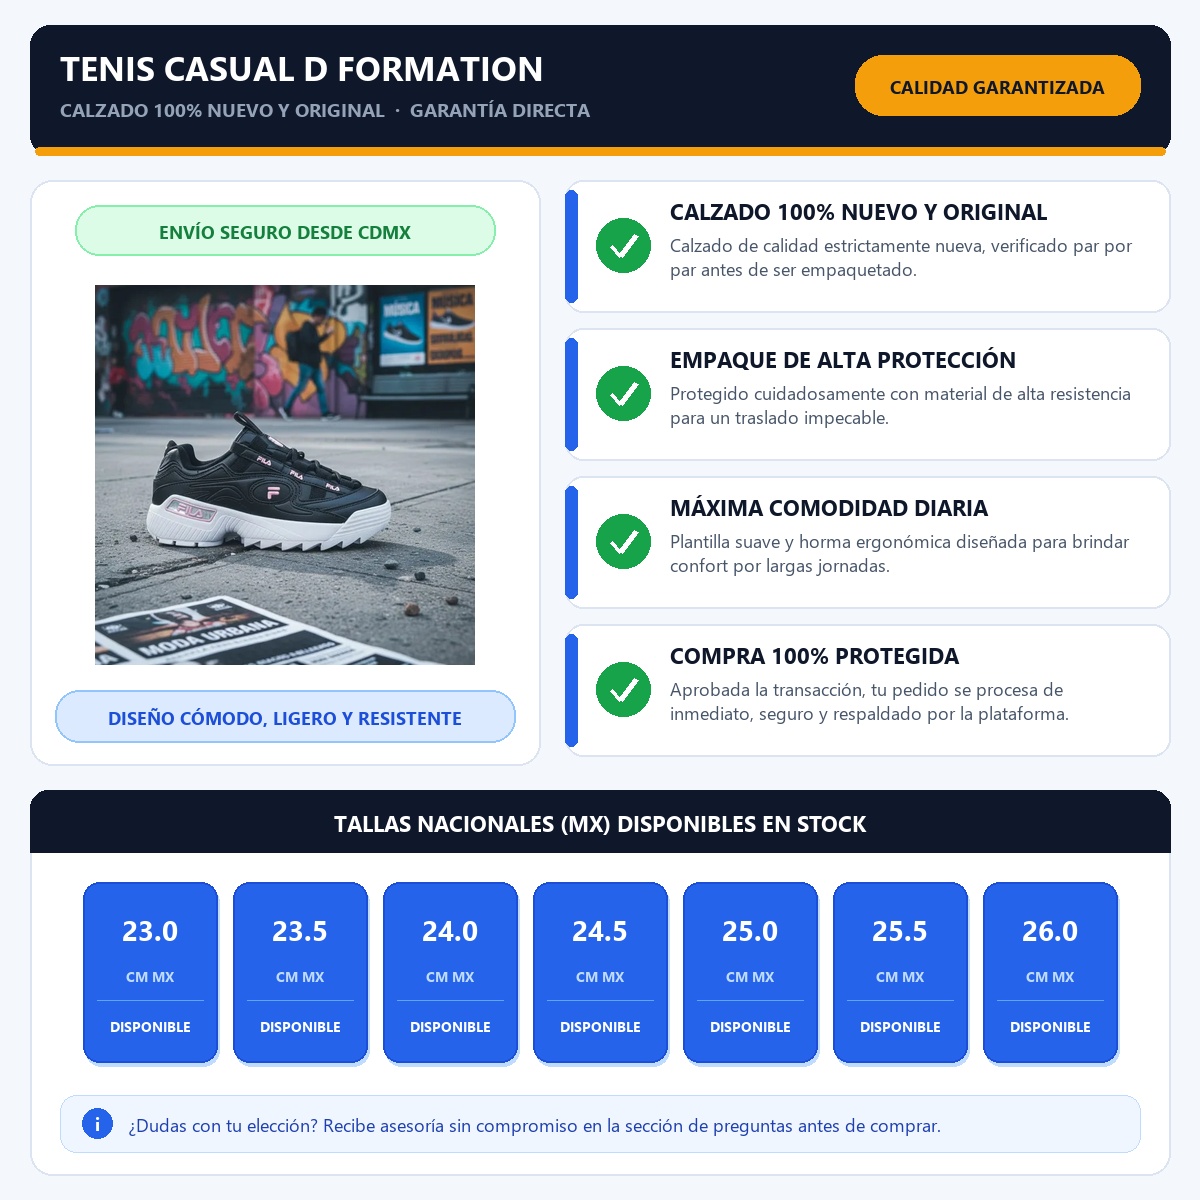 TENIS CASUAL D FORMATION
CALZADO 100% NUEVO Y ORIGINAL · GARANTÍA DIRECTA
CALIDAD GARANTIZADA
ENVÍO SEGURO DESDE CDMX
MÚSICA
MÚSICA
FILA
FILA
FILA
FILA
MODA URBANA
DISEÑO CÓMODO, LIGERO Y RESISTENTE
CALZADO 100% NUEVO Y ORIGINAL
Calzado de calidad estrictamente nueva, verificado par por
par antes de ser empaquetado.
EMPAQUE DE ALTA PROTECCIÓN
Protegido cuidadosamente con material de alta resistencia
para un traslado impecable.
MÁXIMA COMODIDAD DIARIA
Plantilla suave y horma ergonómica diseñada para brindar
confort por largas jornadas.
COMPRA 100% PROTEGIDA
Aprobada la transacción, tu pedido se procesa de
inmediato, seguro y respaldado por la plataforma.
TALLAS NACIONALES (MX) DISPONIBLES EN STOCK
23.0
CM MX
DISPONIBLE
23.5
CM MX
DISPONIBLE
24.0
CM MX
DISPONIBLE
24.5
CM MX
DISPONIBLE
25.0
CM MX
DISPONIBLE
25.5
CM MX
DISPONIBLE
26.0
CM MX
DISPONIBLE
¿Dudas con tu elección? Recibe asesoría sin compromiso en la sección de preguntas antes de comprar.